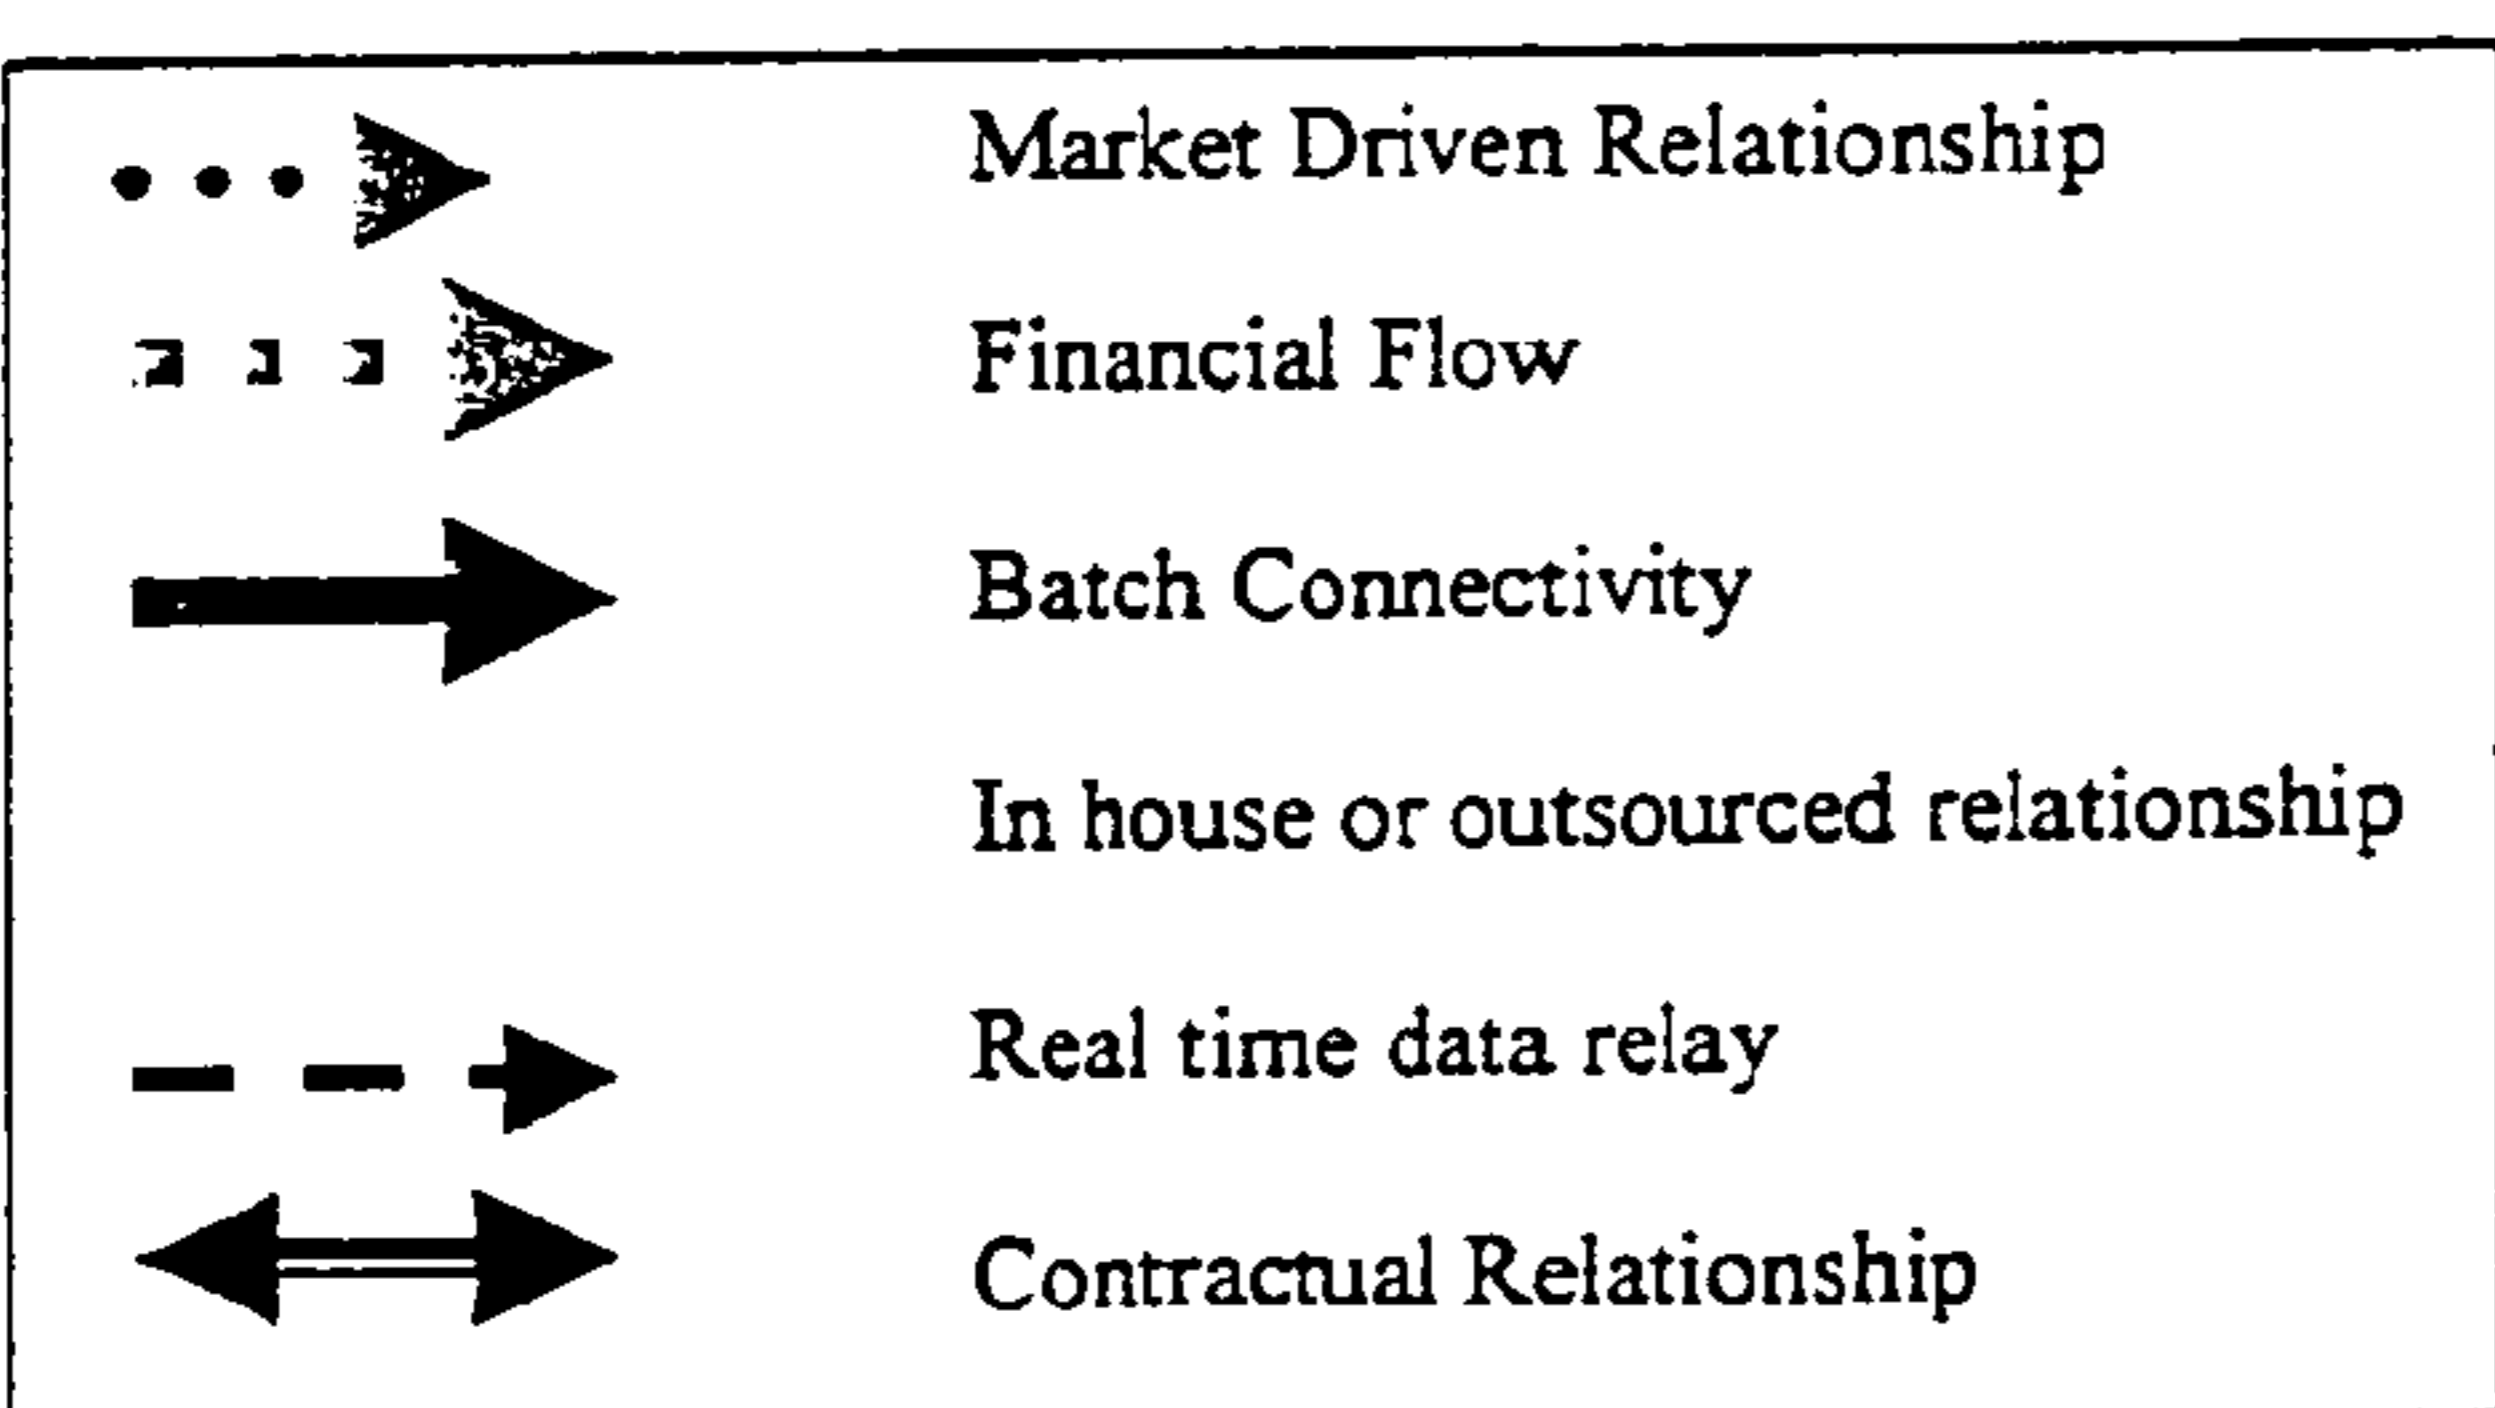 Market Driven Relationship
Financial Flow
Batch Connectivity
In house or outsourced relationship
Real time data relay
Contractual Relationship